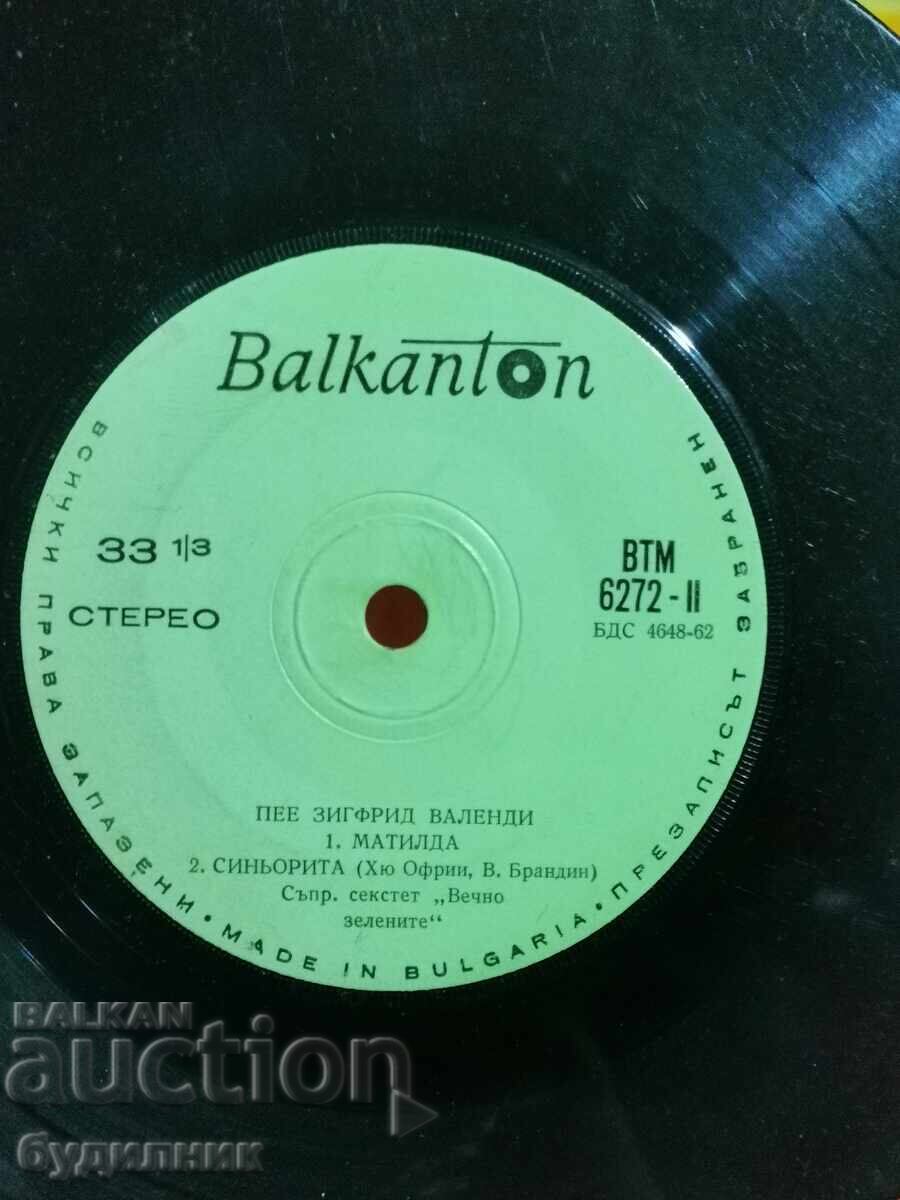 Balkanton
33 1/3
СТЕРЕО
ВТМ
6272-II
БДС 4648-62
ПЕЕ ЗИГФРИД ВАЛЕНДИ
1. МАТИЛДА
2. СИНЬОРИТА (Хю Офрии, В. Брандин)
Съпр. секстет „Вечно
зелените“
ВСИЧКИ ПРАВА ЗАПАЗЕНИ • MADE IN BULGARIA • ПРЕЗАПИСЪТ ЗАБРАНЕН
BALKAN
auction
будилник